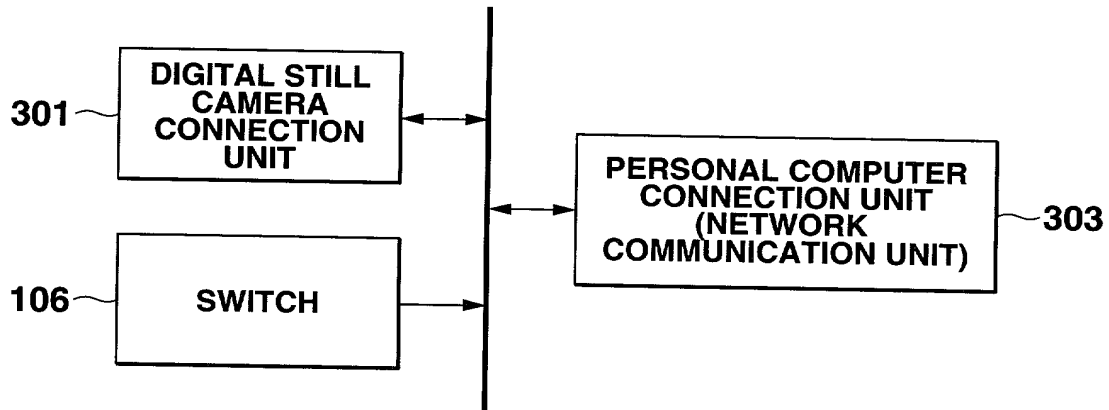 301
DIGITAL STILL
CAMERA
CONNECTION
UNIT
PERSONAL COMPUTER
CONNECTION UNIT
(NETWORK
COMMUNICATION UNIT)
303
106
SWITCH